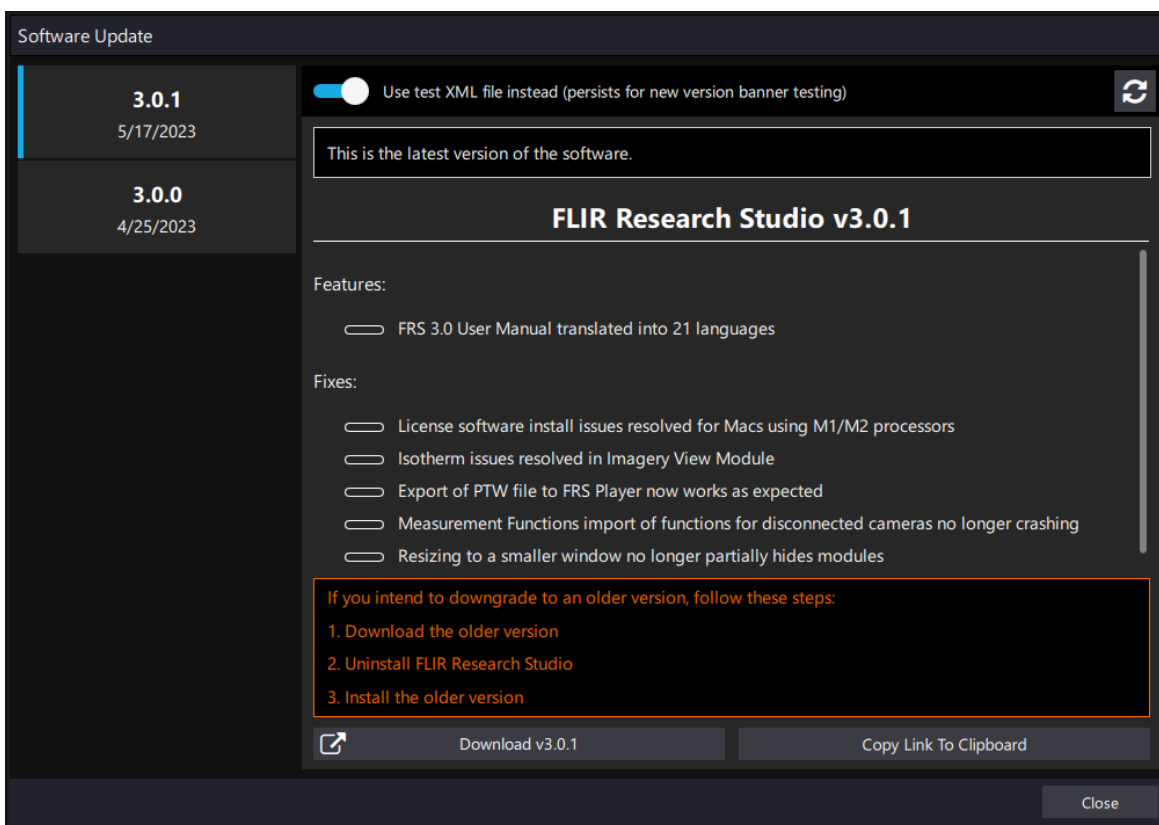 Software Update
3.0.1
5/17/2023
3.0.0
4/25/2023
Use test XML file instead (persists for new version banner testing)
This is the latest version of the software.
FLIR Research Studio v3.0.1
Features:
FRS 3.0 User Manual translated into 21 languages
Fixes:
License software install issues resolved for Macs using M1/M2 processors
Isotherm issues resolved in Imagery View Module
Export of PTW file to FRS Player now works as expected
Measurement Functions import of functions for disconnected cameras no longer crashing
Resizing to a smaller window no longer partially hides modules
If you intend to downgrade to an older version, follow these steps:
1. Download the older version
2. Uninstall FLIR Research Studio
3. Install the older version
Download v3.0.1
Copy Link To Clipboard
Close